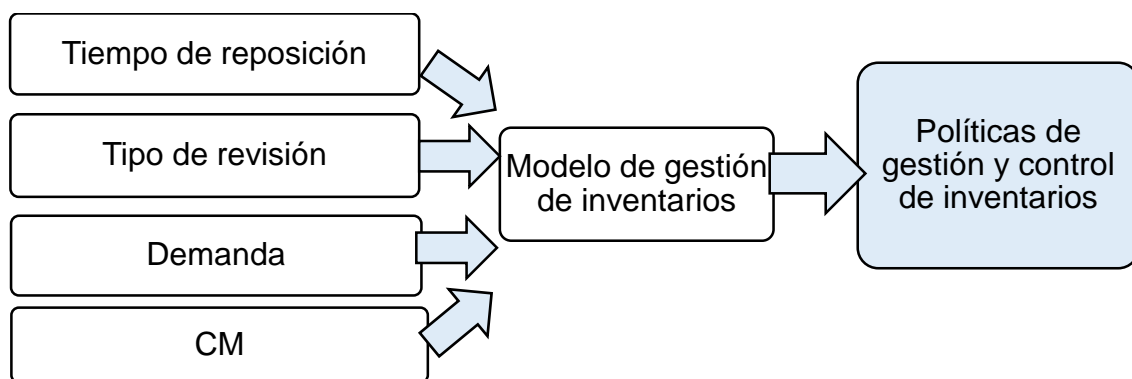 Tiempo de reposición
Tipo de revisión
Demanda
CM
Modelo de gestión
de inventarios
Políticas de
gestión y control
de inventarios